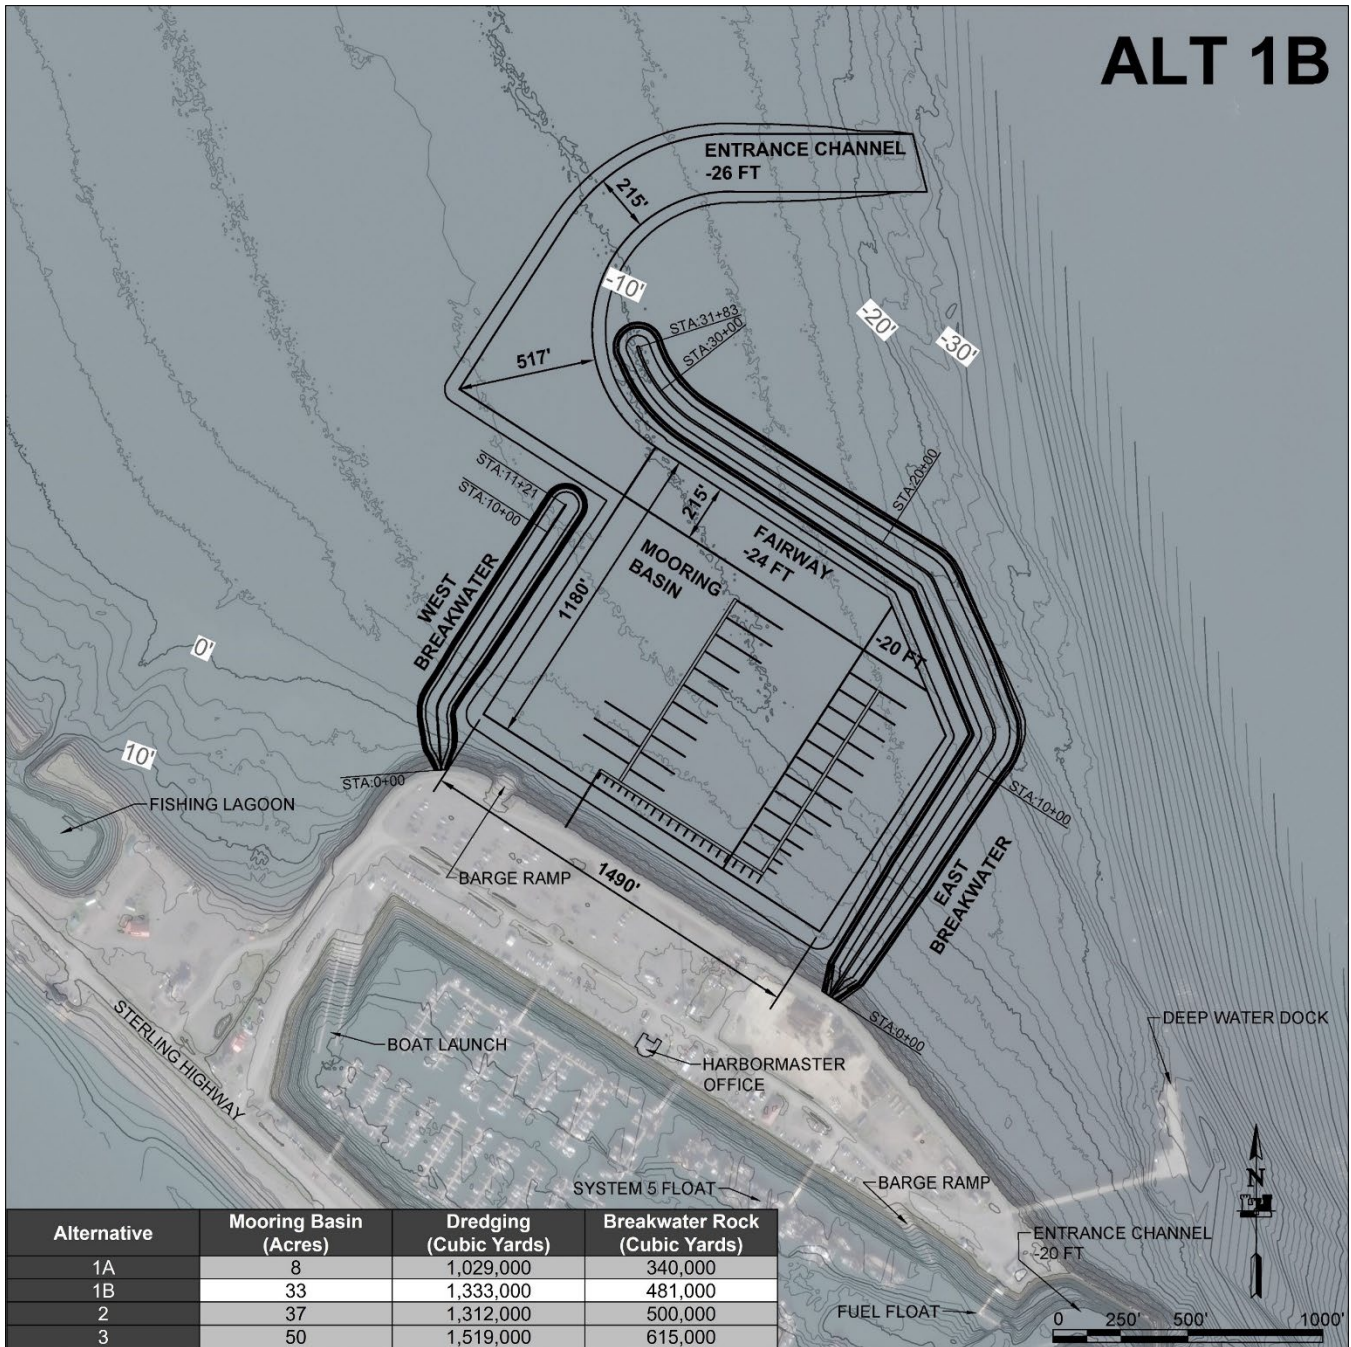 ALT 1B
ENTRANCE CHANNEL
-26 FT
215'
-10'
-20'
-30'
STA:31+83
STA:30+00
517'
STA:20+00
STA:11+21
STA:10+00
215'
FAIRWAY
-24 FT
MOORING
BASIN
WEST
BREAKWATER
1180'
-20 FT
0'
10'
STA:0+00
STA:10+00
FISHING LAGOON
BARGE RAMP
1490'
EAST
BREAKWATER
STERLING HIGHWAY
BOAT LAUNCH
HARBORMASTER
OFFICE
STA:0+00
DEEP WATER DOCK
SYSTEM 5 FLOAT
BARGE RAMP
N
ENTRANCE CHANNEL
-20 FT
FUEL FLOAT
0 250' 500' 1000'
Alternative Mooring Basin (Acres) Dredging (Cubic Yards) Breakwater Rock (Cubic Yards)
1A 8 1,029,000 340,000
1B 33 1,333,000 481,000
2 37 1,312,000 500,000
3 50 1,519,000 615,000